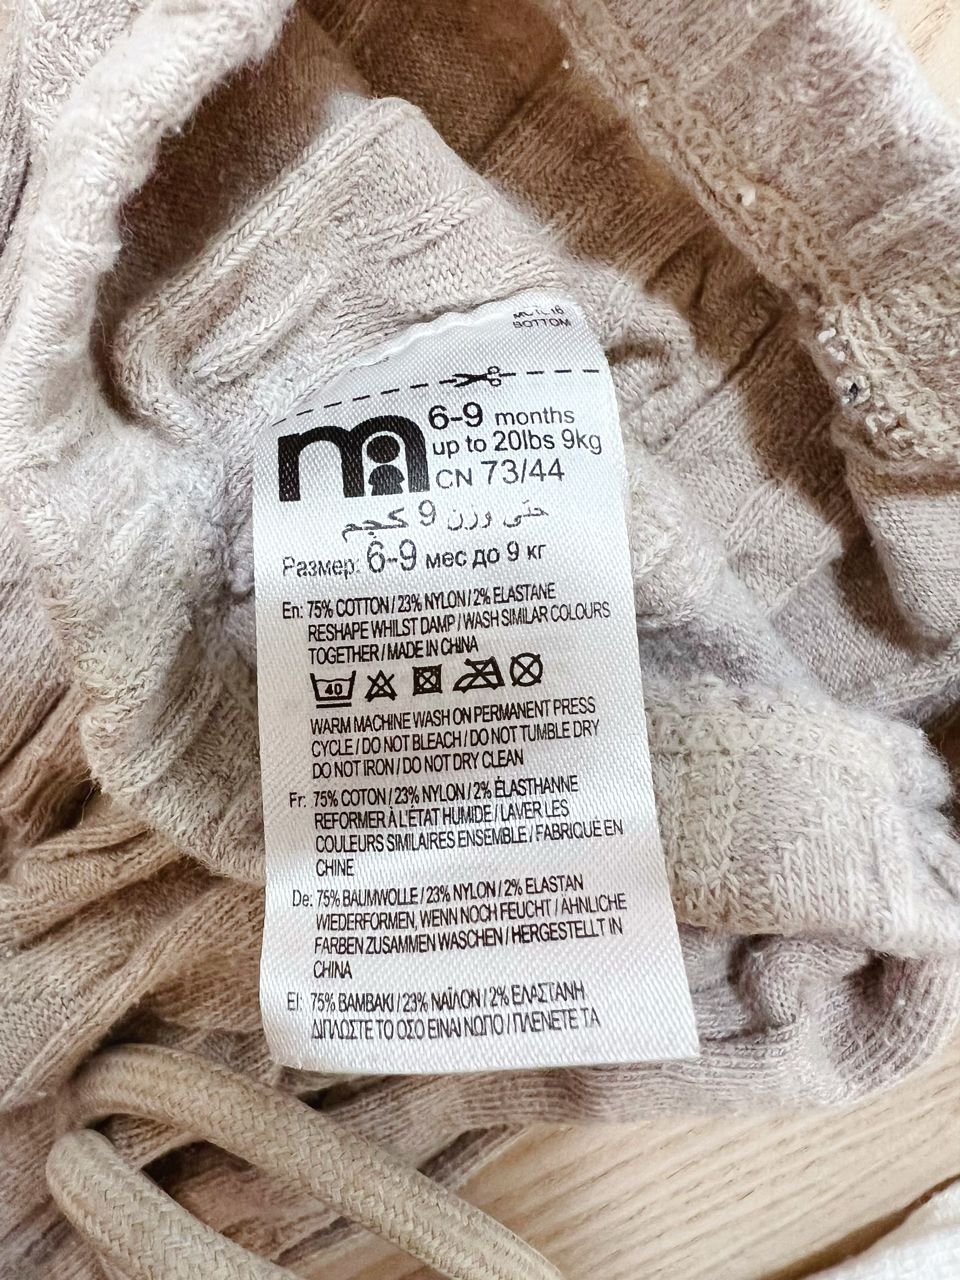 BOTTOM
6-9 months
up to 20lbs 9kg
CN 73/44
حتى وزن 9 كجم
Размер: 6-9 мес до 9 кг
En: 75% COTTON / 23% NYLON / 2% ELASTANE
RESHAPE WHILST DAMP / WASH SIMILAR COLOURS
TOGETHER / MADE IN CHINA
40
WARM MACHINE WASH ON PERMANENT PRESS
CYCLE / DO NOT BLEACH / DO NOT TUMBLE DRY
DO NOT IRON / DO NOT DRY CLEAN
Fr: 75% COTON / 23% NYLON / 2% ÉLASTHANNE
REFORMER À L'ÉTAT HUMIDE / LAVER LES
COULEURS SIMILAIRES ENSEMBLE / FABRIQUÉ EN
CHINE
De: 75% BAUMWOLLE / 23% NYLON / 2% ELASTAN
WIEDERFORMEN, WENN NOCH FEUCHT / ÄHNLICHE
FARBEN ZUSAMMEN WASCHEN / HERGESTELLT IN
CHINA
El: 75% ΒΑΜΒΑΚΙ / 23% ΝΑΪΛΟΝ / 2% ΕΛΑΣΤΑΝΗ
ΔΙΠΛΩΣΤΕ ΤΟ ΟΣΟ ΕΙΝΑΙ ΝΩΠΟ / ΠΛΕΝΕΤΕ ΤΑ